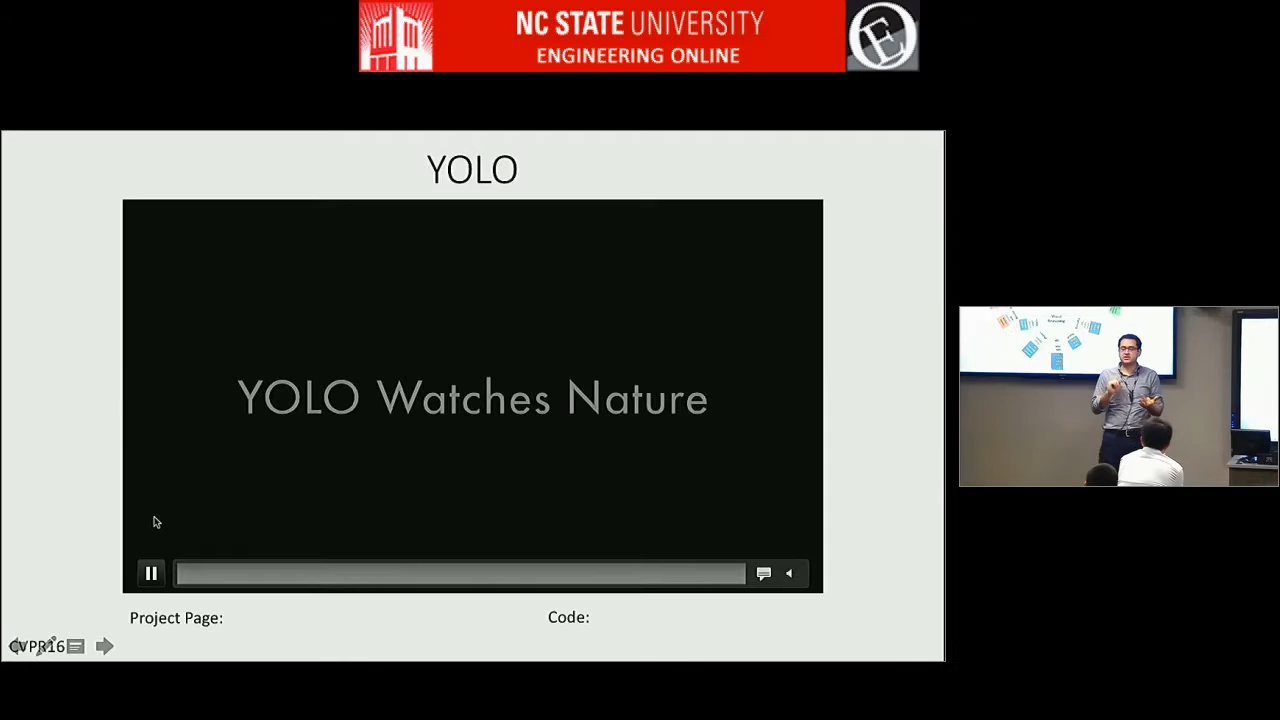 NC STATE UNIVERSITY
ENGINEERING ONLINE
YOLO
YOLO Watches Nature
Project Page:
Code:
CVPR16